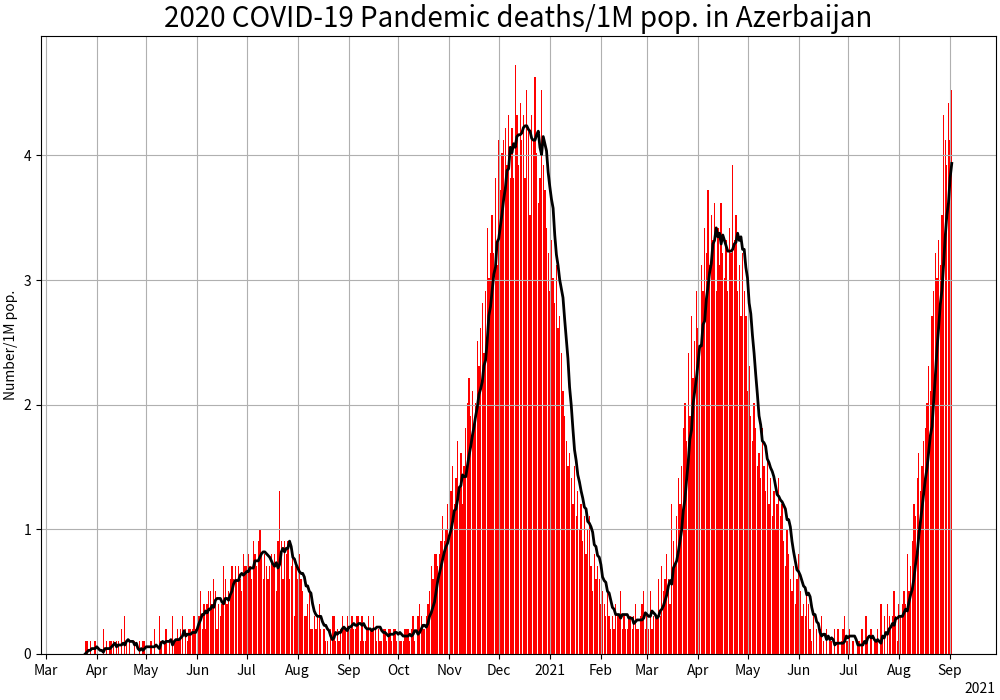 2020 COVID-19 Pandemic deaths/1M pop. in Azerbaijan
Number/1M pop.
4
3
2
1
0
Mar Apr May Jun Jul Aug Sep Oct Nov Dec 2021 Feb Mar Apr May Jun Jul Aug Sep
2021